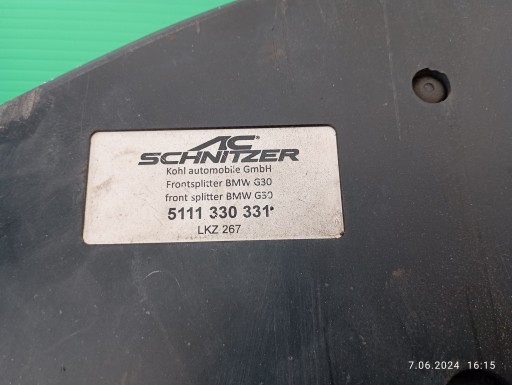 AC
SCHNITZER
Kohl automobile GmbH
Frontsplitter BMW G30
front splitter BMW G30
5111 330 331*
LKZ 267
7.06.2024 • 16:15